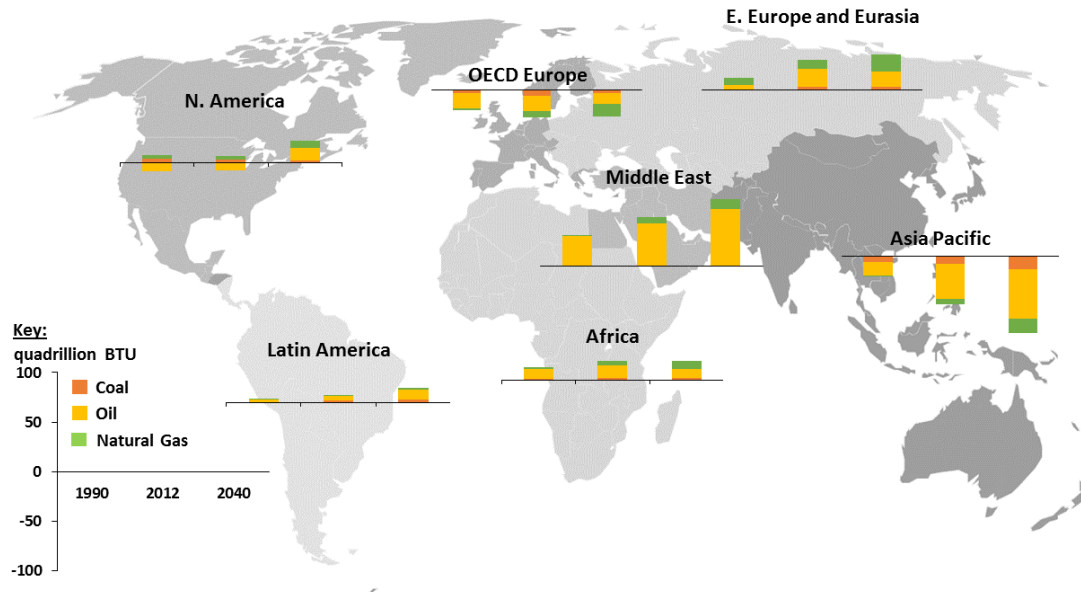 E. Europe and Eurasia
OECD Europe
N. America
Middle East
Asia Pacific
Africa
Latin America
Key:
quadrillion BTU
100
Coal
Oil
50
Natural Gas
0
1990 2012 2040
-50
-100